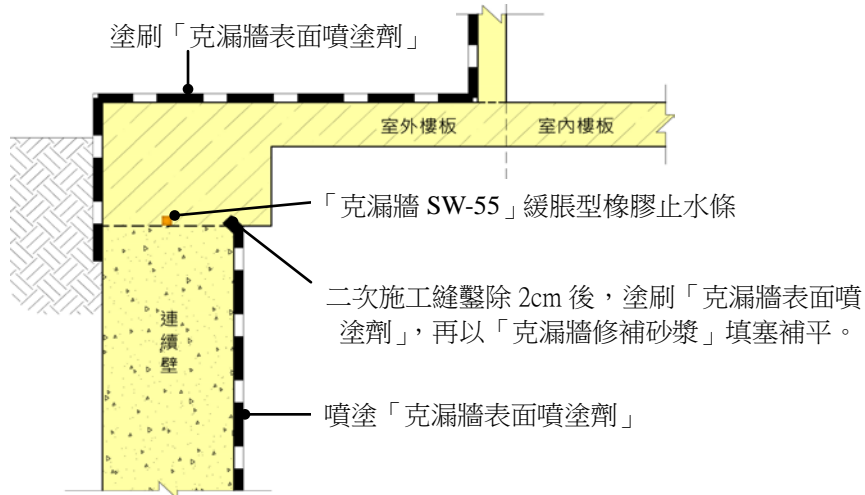 塗刷「克漏牆表面噴塗劑」
室外樓板
室內樓板
「克漏牆 SW-55」緩脹型橡膠止水條
二次施工縫鑿除 2cm 後，塗刷「克漏牆表面噴
塗劑」，再以「克漏牆修補砂漿」填塞補平。
連續壁
噴塗「克漏牆表面噴塗劑」